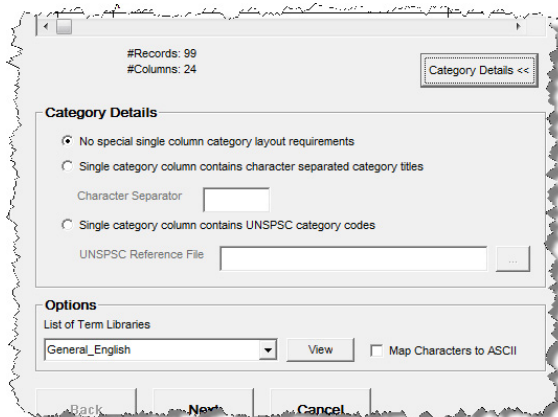 #Records: 99
#Columns: 24
Category Details <<
Category Details
No special single column category layout requirements
Single category column contains character separated category titles
Character Separator
Single category column contains UNSPSC category codes
UNSPSC Reference File
...
Options
List of Term Libraries
General_English
View
Map Characters to ASCII
Back
Next
Cancel